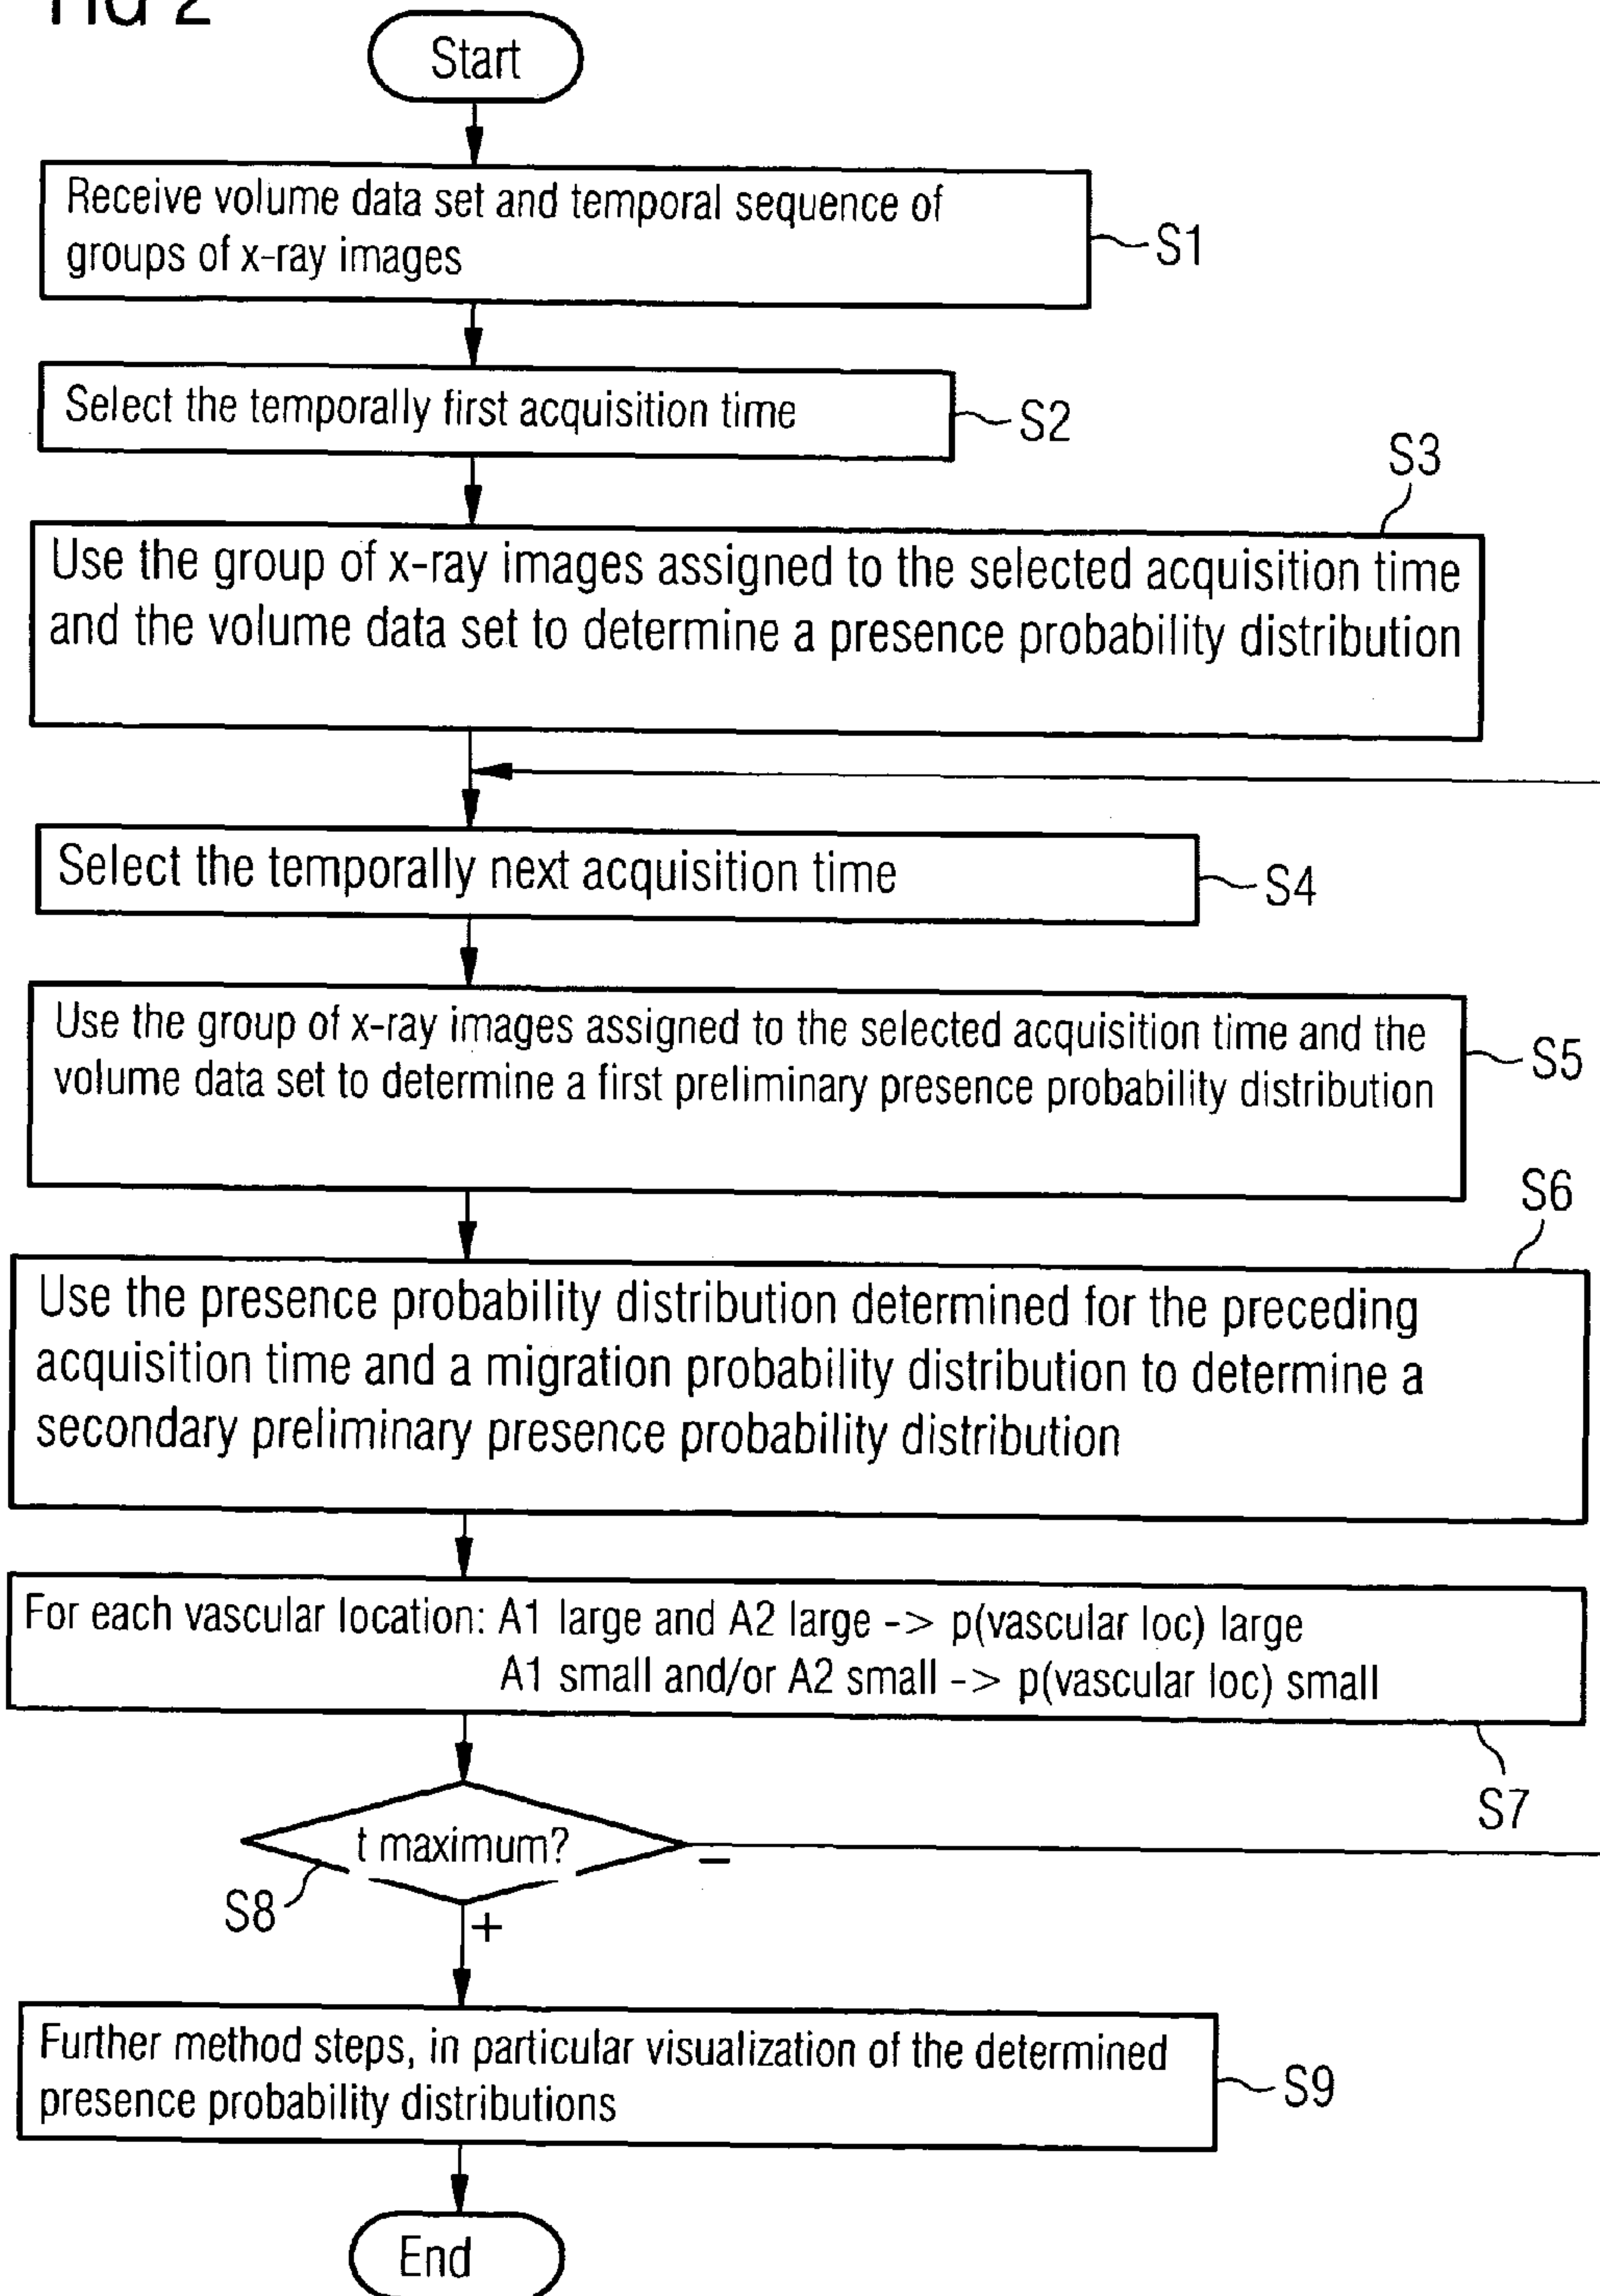 FIG 2
Start
Receive volume data set and temporal sequence of
groups of x-ray images
S1
Select the temporally first acquisition time
S2
S3
Use the group of x-ray images assigned to the selected acquisition time
and the volume data set to determine a presence probability distribution
Select the temporally next acquisition time
S4
Use the group of x-ray images assigned to the selected acquisition time and the
volume data set to determine a first preliminary presence probability distribution
S5
S6
Use the presence probability distribution determined for the preceding
acquisition time and a migration probability distribution to determine a
secondary preliminary presence probability distribution
For each vascular location: A1 large and A2 large -> p(vascular loc) large
A1 small and/or A2 small -> p(vascular loc) small
S7
t maximum?
–
S8
+
Further method steps, in particular visualization of the determined
presence probability distributions
S9
End